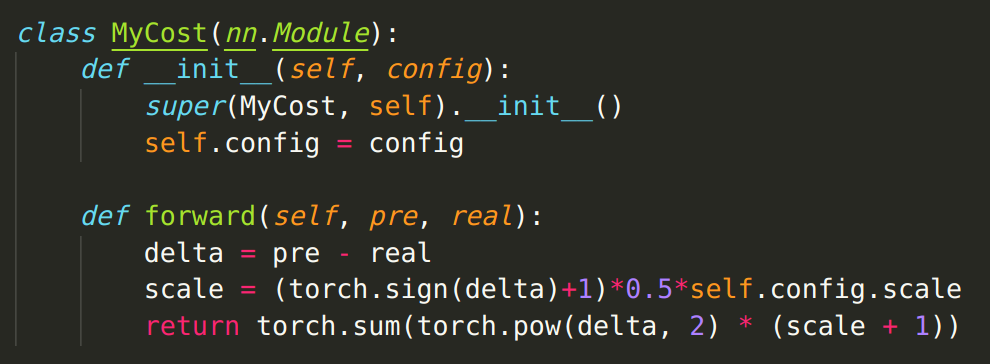 class MyCost(nn.Module):
    def __init__(self, config):
        super(MyCost, self).__init__()
        self.config = config
    def forward(self, pre, real):
        delta = pre - real
        scale = (torch.sign(delta)+1)*0.5*self.config.scale
        return torch.sum(torch.pow(delta, 2) * (scale + 1))